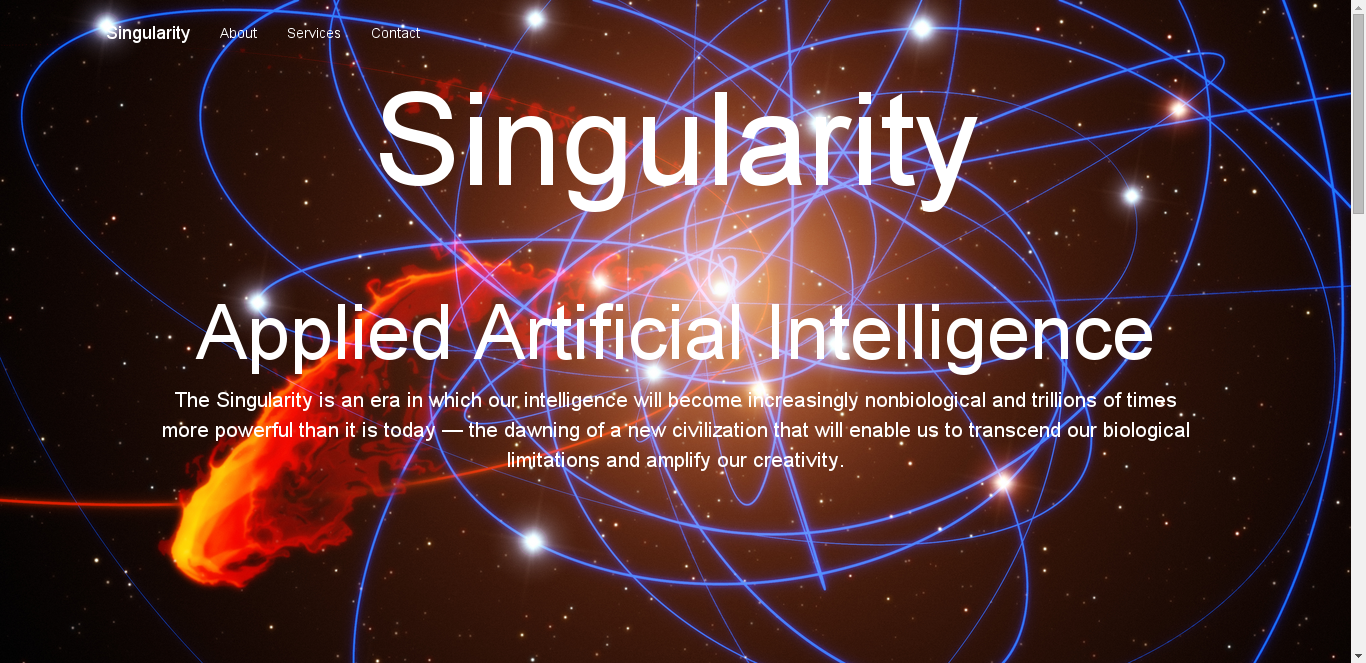 Singularity About Services Contact
Singularity
Applied Artificial Intelligence
The Singularity is an era in which our intelligence will become increasingly nonbiological and trillions of times
more powerful than it is today — the dawning of a new civilization that will enable us to transcend our biological
limitations and amplify our creativity.